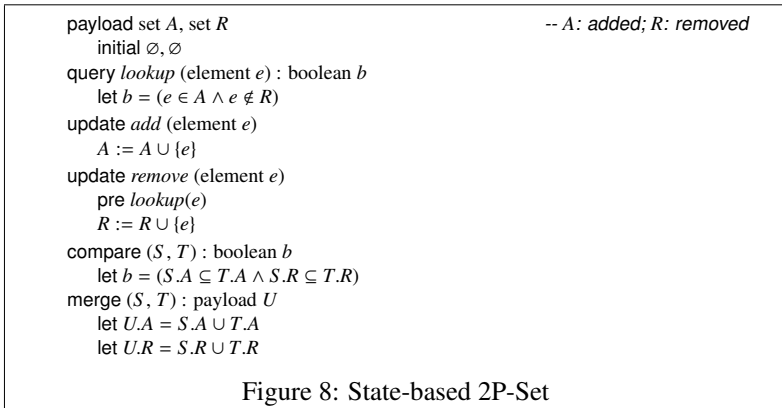 payload set A, set R -- A: added; R: removed
initial ∅, ∅
query lookup (element e) : boolean b
let b = (e ∈ A ∧ e ∉ R)
update add (element e)
A := A ∪ {e}
update remove (element e)
pre lookup(e)
R := R ∪ {e}
compare (S, T) : boolean b
let b = (S.A ⊆ T.A ∧ S.R ⊆ T.R)
merge (S, T) : payload U
let U.A = S.A ∪ T.A
let U.R = S.R ∪ T.R
Figure 8: State-based 2P-Set